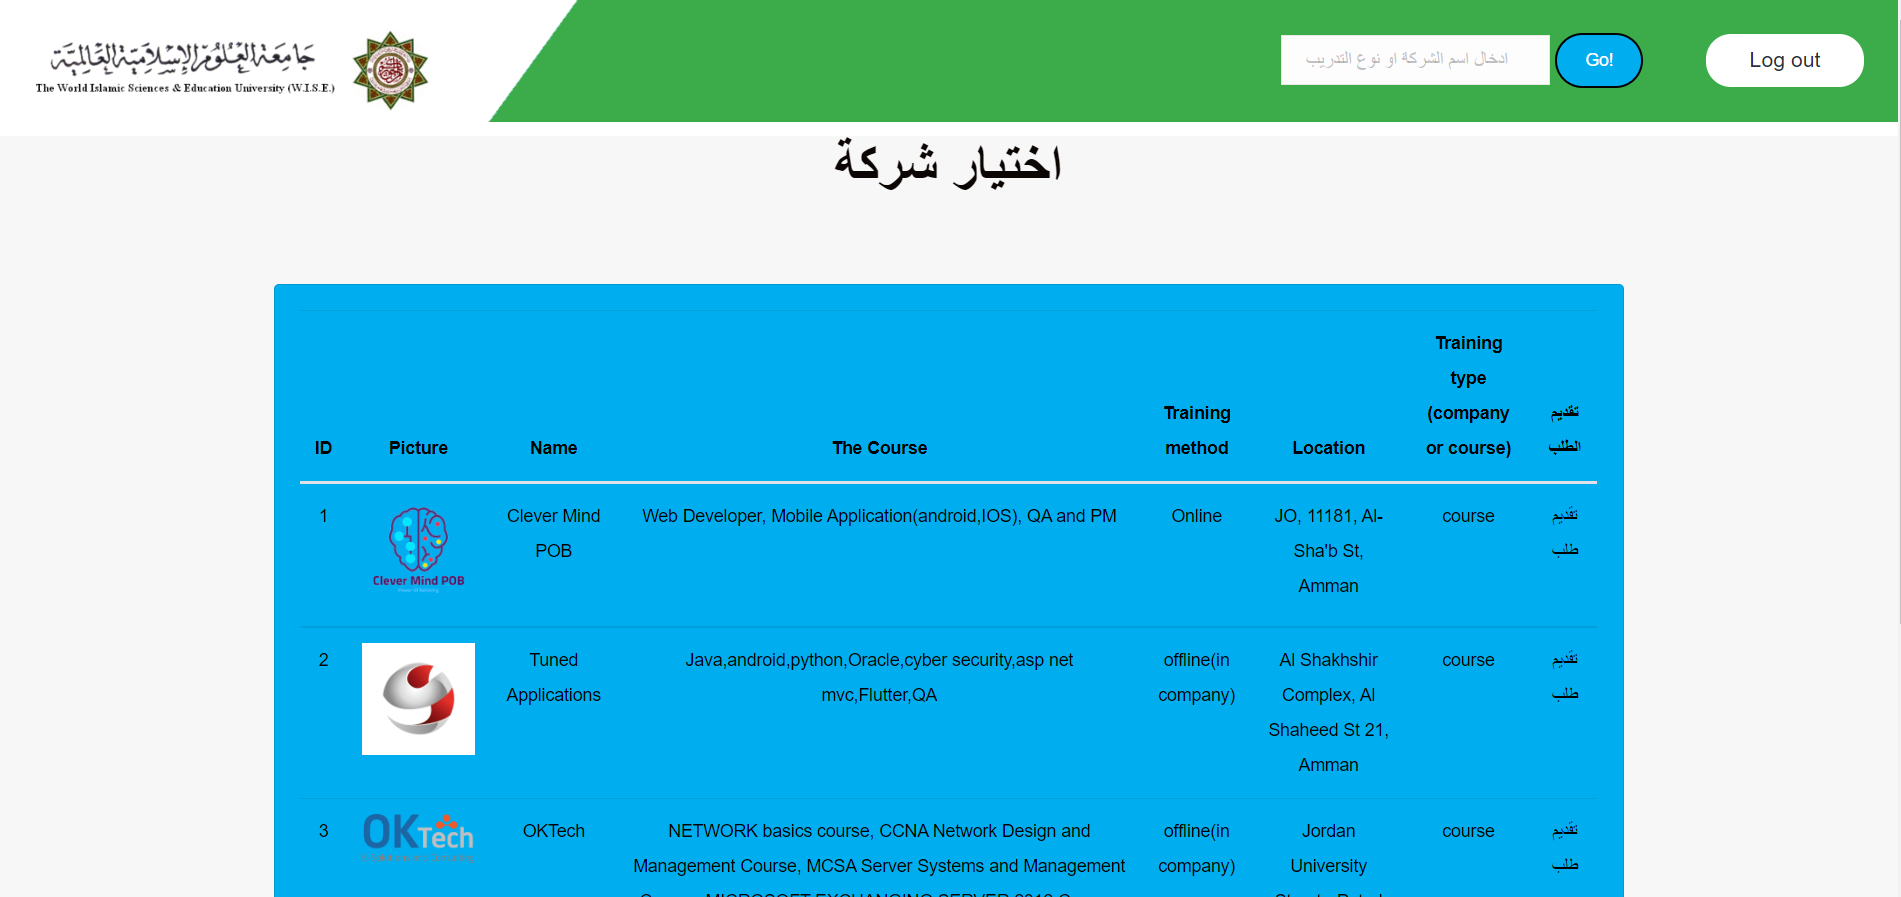 جامعة العلوم الإسلامية العالمية
The World Islamic Sciences & Education University (W.I.S.E.)
ادخال اسم الشركة او نوع التدريب
Go!
Log out
اختيار شركة
ID Picture Name The Course Training method Location Training type (company or course) تقديم الطلب
1
Clever Mind POB
Clever Mind
POB
Web Developer, Mobile Application(android,IOS), QA and PM
Online
JO, 11181, Al-
Sha'b St,
Amman
course
تقديم
طلب
2
Tuned
Applications
Java,android,python,Oracle,cyber security,asp net
mvc,Flutter,QA
offline(in
company)
Al Shakhshir
Complex, Al
Shaheed St 21,
Amman
course
تقديم
طلب
3
OKTech
OKTech
NETWORK basics course, CCNA Network Design and
Management Course, MCSA Server Systems and Management
offline(in
company)
Jordan
University
course
تقديم
طلب